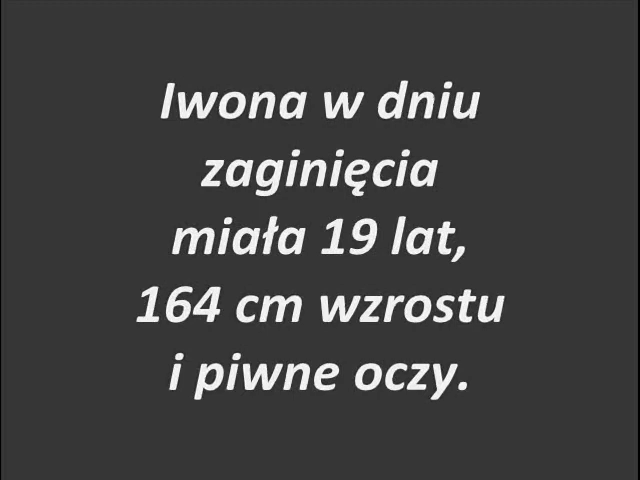 Iwona w dniu
zaginięcia
miała 19 lat,
164 cm wzrostu
i piwne oczy.